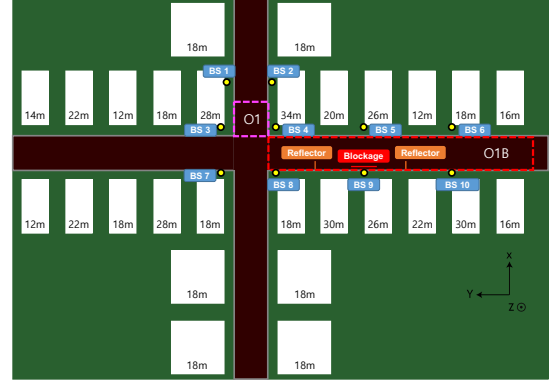 18m 18m
BS 1 BS 2
14m 22m 12m 18m 28m 34m 20m 26m 12m 18m 16m
O1
BS 3 BS 4 BS 5 BS 6
Reflector Blockage Reflector O1B
BS 7 BS 8 BS 9 BS 10
12m 22m 18m 28m 18m 18m 30m 26m 22m 30m 16m
X
Y
Z
18m 18m
18m 18m